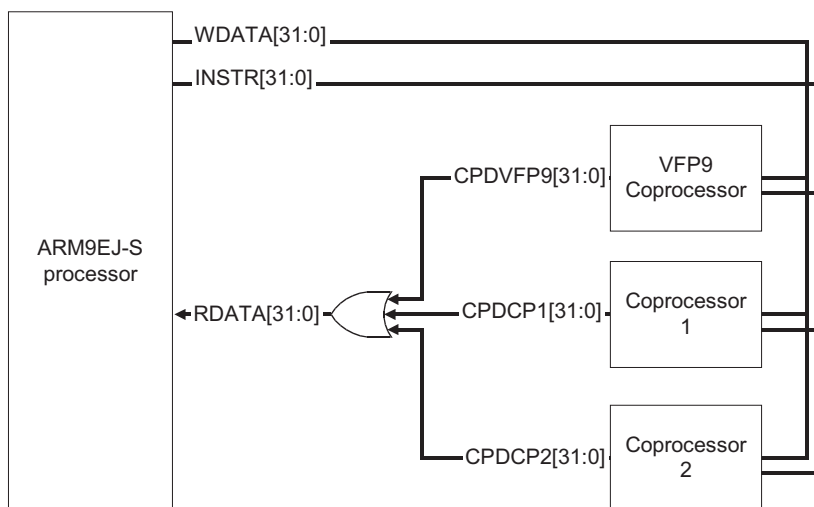 WDATA[31:0]
INSTR[31:0]
VFP9
Coprocessor
CPDVFP9[31:0]
ARM9EJ-S
processor
RDATA[31:0]
CPDCP1[31:0]
Coprocessor
1
CPDCP2[31:0]
Coprocessor
2